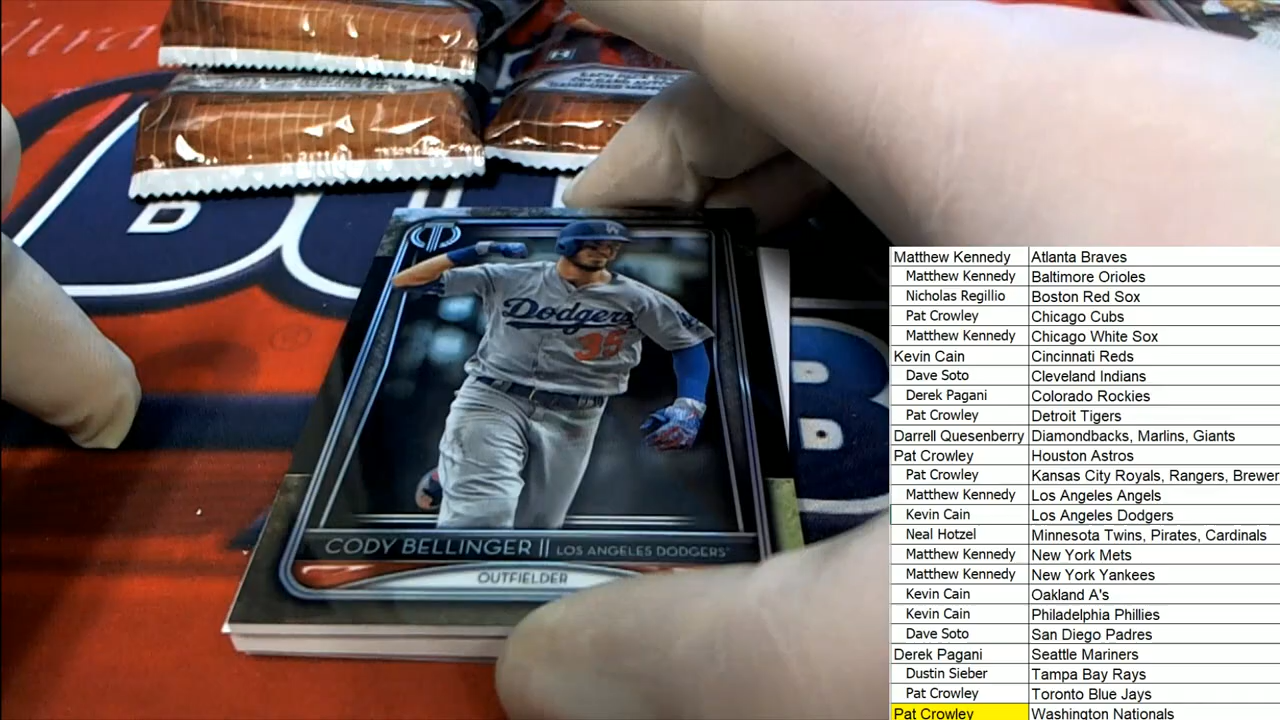 Dodgers
35
CODY BELLINGER || LOS ANGELES DODGERS
OUTFIELDER
B
B
Matthew Kennedy Atlanta Braves
Matthew Kennedy Baltimore Orioles
Nicholas Regillio Boston Red Sox
Pat Crowley Chicago Cubs
Matthew Kennedy Chicago White Sox
Kevin Cain Cincinnati Reds
Dave Soto Cleveland Indians
Derek Pagani Colorado Rockies
Pat Crowley Detroit Tigers
Darrell Quesenberry Diamondbacks, Marlins, Giants
Pat Crowley Houston Astros
Pat Crowley Kansas City Royals, Rangers, Brewer
Matthew Kennedy Los Angeles Angels
Kevin Cain Los Angeles Dodgers
Neal Hotzel Minnesota Twins, Pirates, Cardinals
Matthew Kennedy New York Mets
Matthew Kennedy New York Yankees
Kevin Cain Oakland A's
Kevin Cain Philadelphia Phillies
Dave Soto San Diego Padres
Derek Pagani Seattle Mariners
Dustin Sieber Tampa Bay Rays
Pat Crowley Toronto Blue Jays
Pat Crowley Washington Nationals